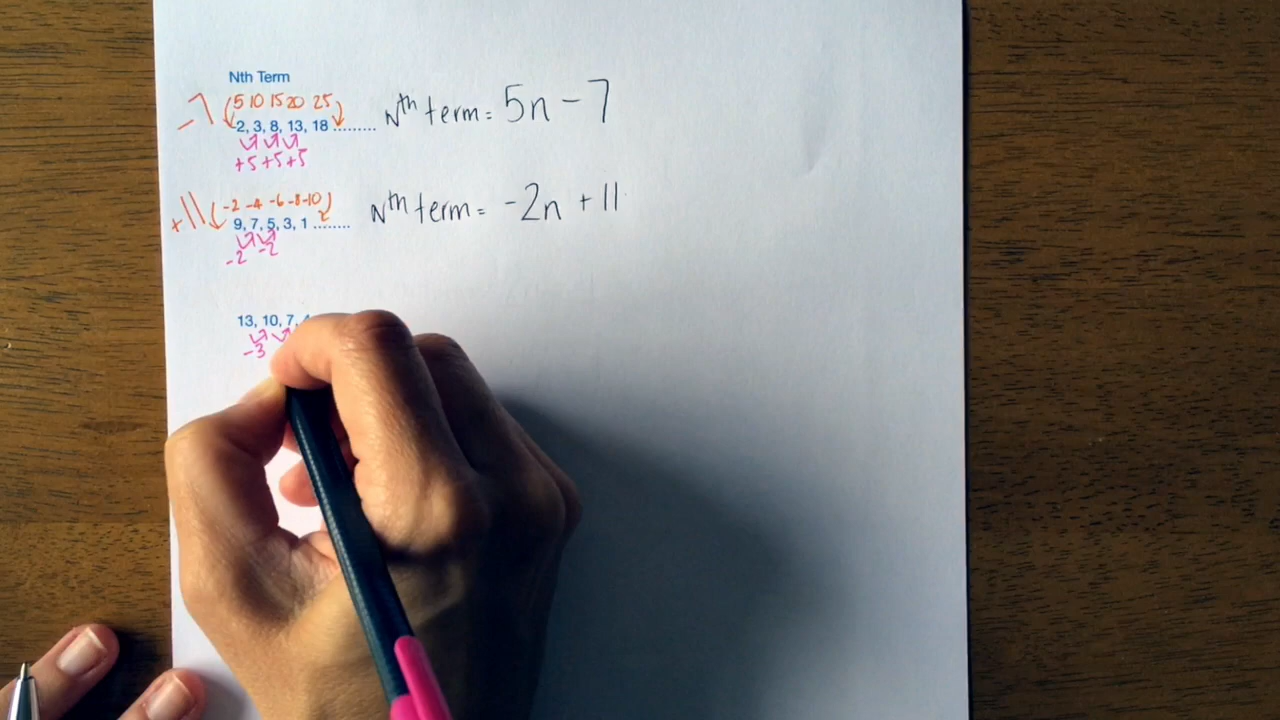 Nth Term
-7 5 10 15 20 25
-2, 3, 8, 13, 18 ......... Nth term = 5n - 7
+5 +5 +5
+11 -2 -4 -6 -8 -10
9, 7, 5, 3, 1 ........ Nth term = -2n + 11
-2 -2
13, 10, 7,
-3